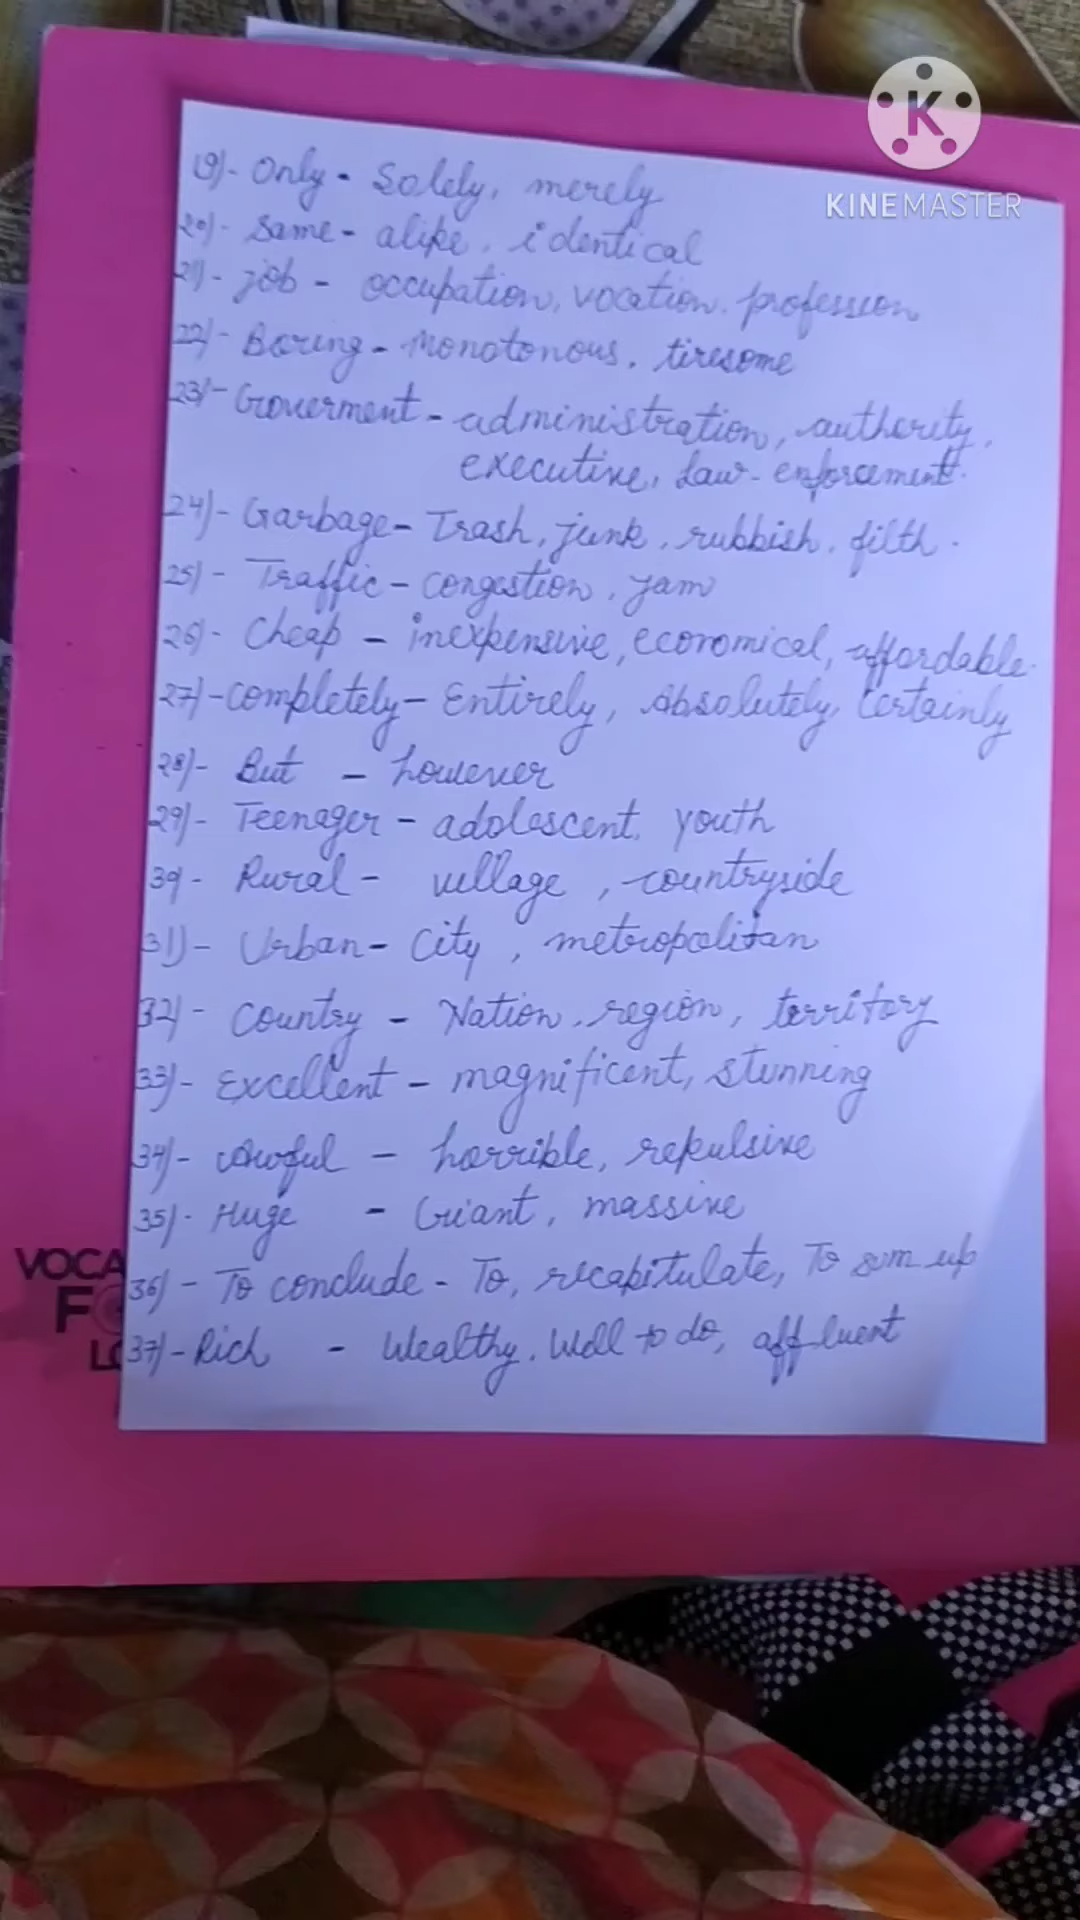 K
KINEMASTER
19)- Only - Solely, merely
20)- Same - alike, identical
21)- job - occupation, vocation, profession
22)- Boring - Monotonous, tiresome
23)- Government - administration, authority,
executive, Law-enforcement.
24)- Garbage - Trash, junk, rubbish, filth.
25)- Traffic - congestion, jam
26)- Cheap - inexpensive, economical, affordable.
27)- completely - Entirely, Absolutely, Certainly
28)- But - however
29)- Teenager - adolescent, youth
30)- Rural - village, countryside
31)- Urban - City, metropolitan
32)- Country - Nation, region, territory
33)- Excellent - magnificent, stunning
34)- awful - horrible, repulsive
35)- Huge - Giant, massive
36)- To conclude - To, recapitulate, To sum up
37)- Rich - Wealthy, Well to do, affluent
VOCA
F
LO